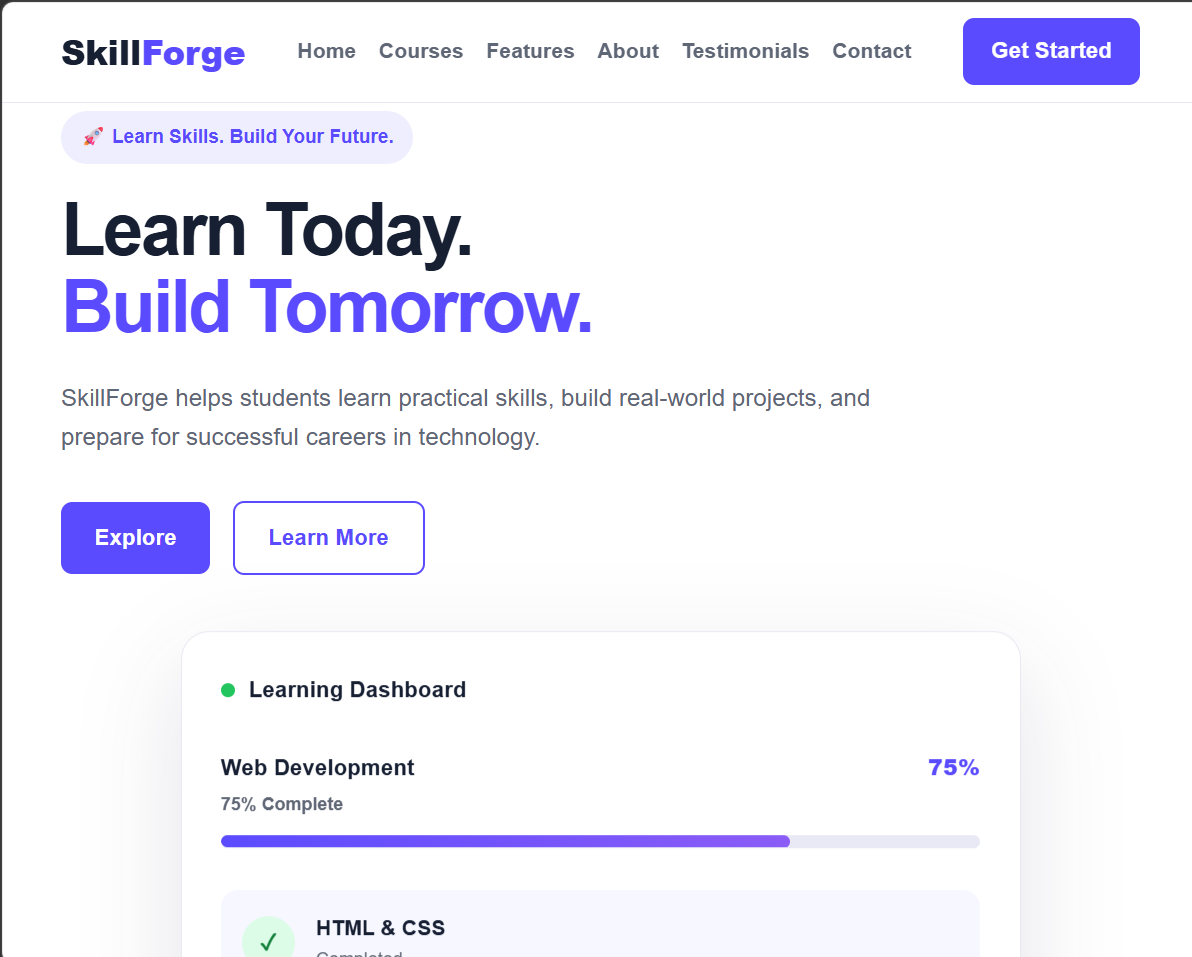 SkillForge
Home Courses Features About Testimonials Contact
Get Started
🚀 Learn Skills. Build Your Future.
Learn Today.
Build Tomorrow.
SkillForge helps students learn practical skills, build real-world projects, and
prepare for successful careers in technology.
Explore
Learn More
Learning Dashboard
Web Development
75%
75% Complete
✓
HTML & CSS
Completed